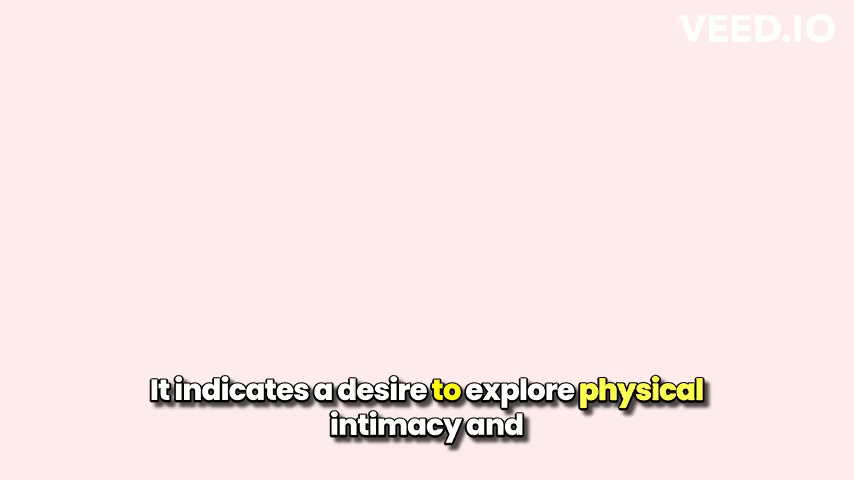 VEED.IO
It indicates a desire to explore physical
intimacy and